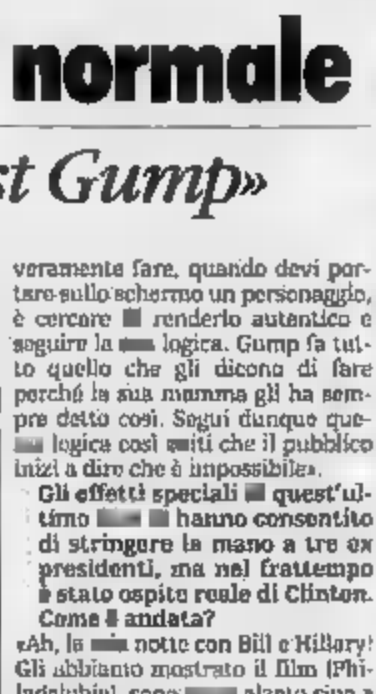 normale
st Gump»
veramente fare, quando devi por-
tare sullo schermo un personaggio,
è cercare renderlo autentico e
seguire la logica. Gump fa tut-
to quello che gli dicono di fare
perché la sua mamma gli ha sem-
pre detto così. Segui dunque que-
logica così che il pubblico
inizi a dire che è impossibile».
Gli effetti speciali quest'ul-
timo hanno consentito
di stringere la mano a tre ex
presidenti, ma nel frattempo
è stato ospite reale di Clinton.
Come è andata?
«Ah, la notte con Bill e Hillary!
Gli abbiamo mostrato il film (Phi-